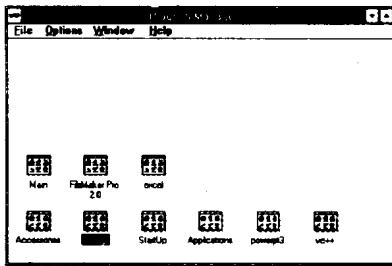 File Options Window Help
Main FileMaker Pro excel
2.0
Accessories StartUp Applications powerpt3 vc++